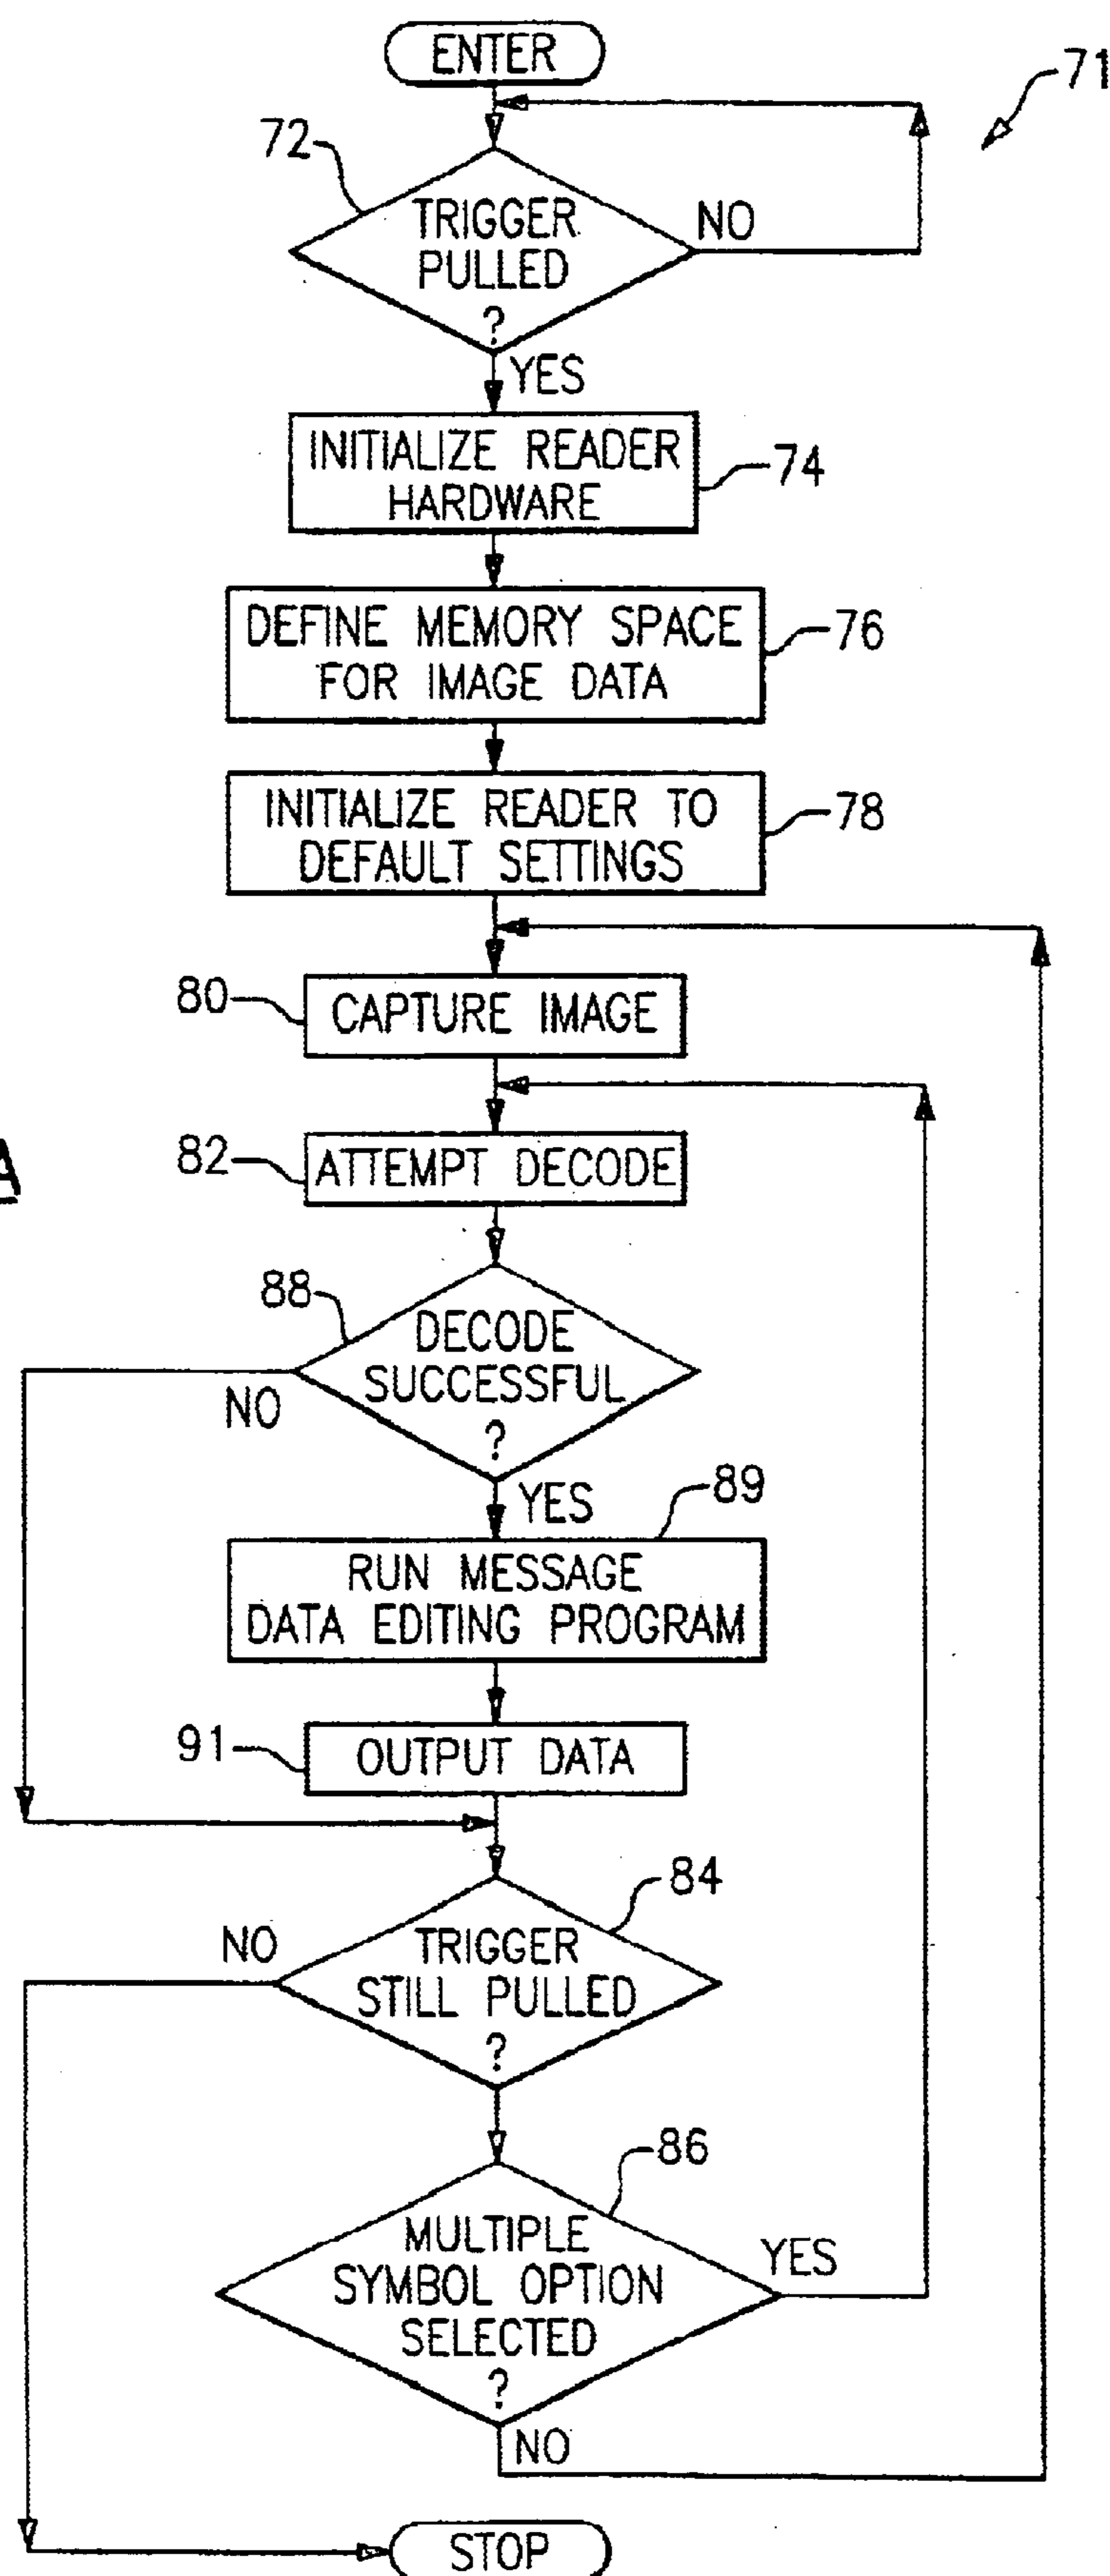 ENTER
71
72
TRIGGER
PULLED
?
NO
YES
INITIALIZE READER
HARDWARE
74
DEFINE MEMORY SPACE
FOR IMAGE DATA
76
INITIALIZE READER TO
DEFAULT SETTINGS
78
80
CAPTURE IMAGE
A
82
ATTEMPT DECODE
88
DECODE
SUCCESSFUL
?
NO
YES
89
RUN MESSAGE
DATA EDITING PROGRAM
91
OUTPUT DATA
84
NO
TRIGGER
STILL PULLED
?
86
MULTIPLE
SYMBOL OPTION
SELECTED
?
YES
NO
STOP